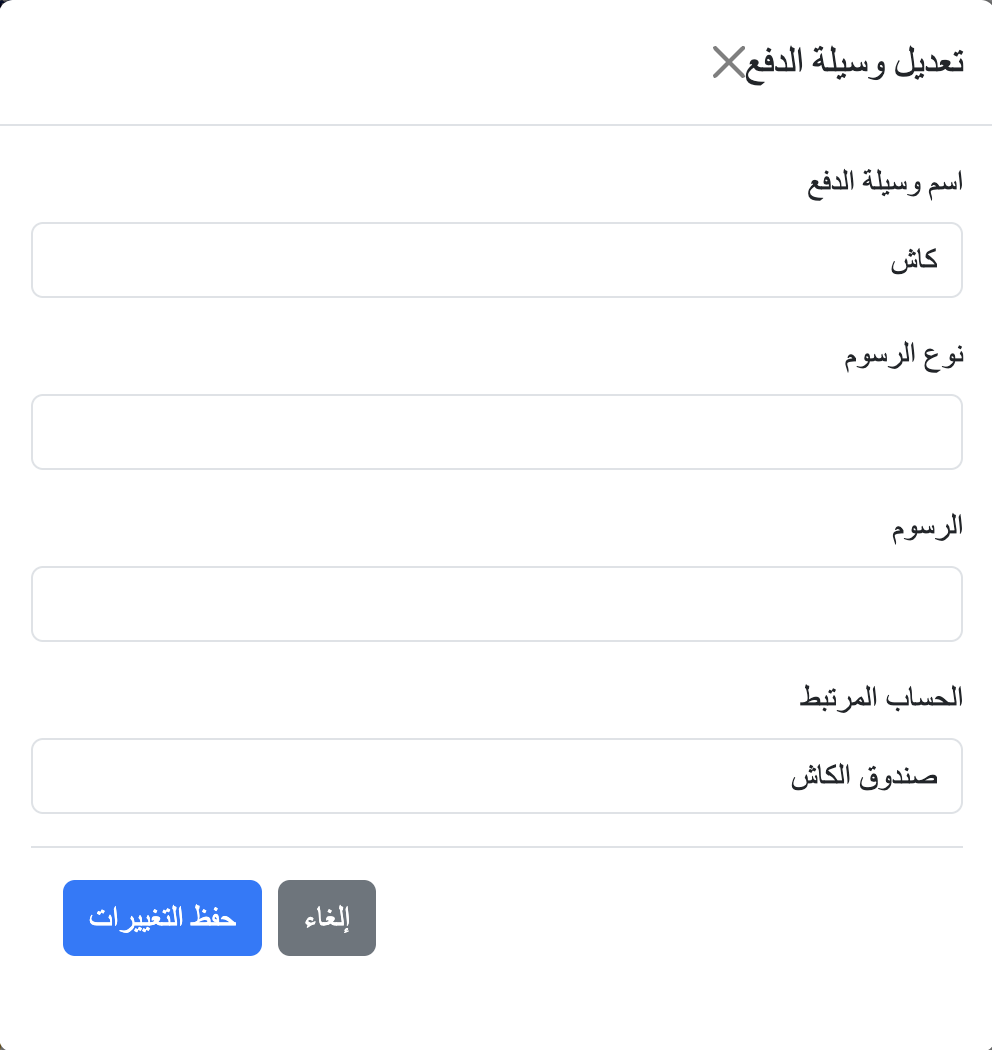 تعديل وسيلة الدفع
اسم وسيلة الدفع
كاش
نوع الرسوم
الرسوم
الحساب المرتبط
صندوق الكاش
إلغاء
حفظ التغييرات